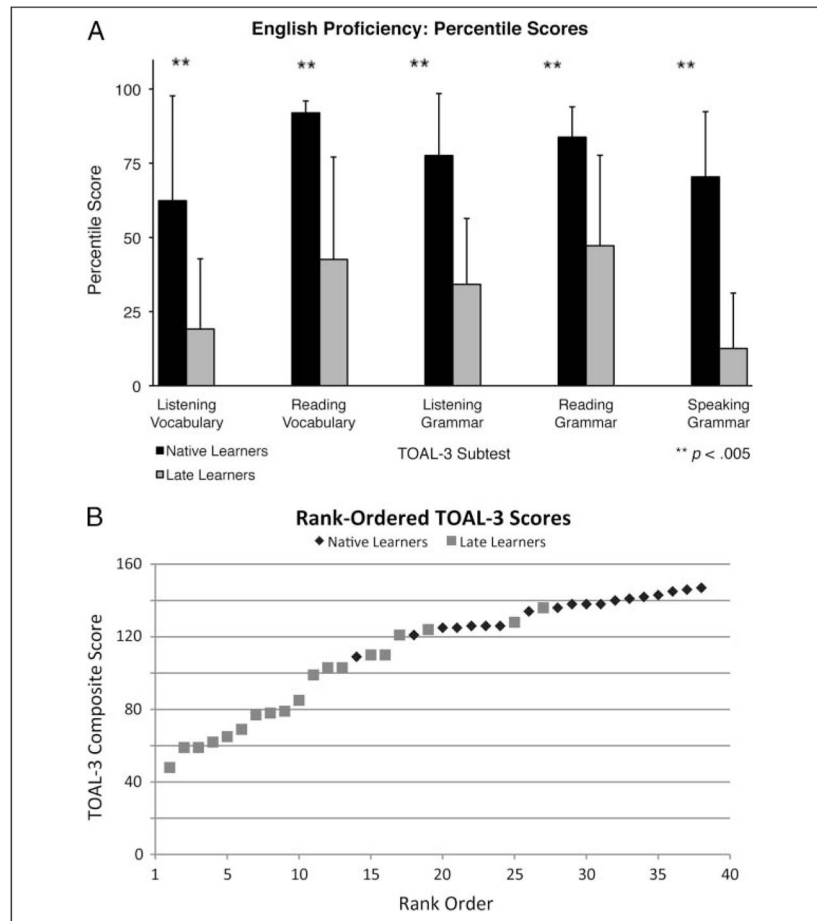 A
English Proficiency: Percentile Scores
** ** ** ** **
100
75
50
25
0
Percentile Score
Listening Vocabulary
Reading Vocabulary
Listening Grammar
Reading Grammar
Speaking Grammar
Native Learners
Late Learners
TOAL-3 Subtest
** p < .005
B
Rank-Ordered TOAL-3 Scores
Native Learners Late Learners
160
120
80
40
0
TOAL-3 Composite Score
1 5 10 15 20 25 30 35 40
Rank Order